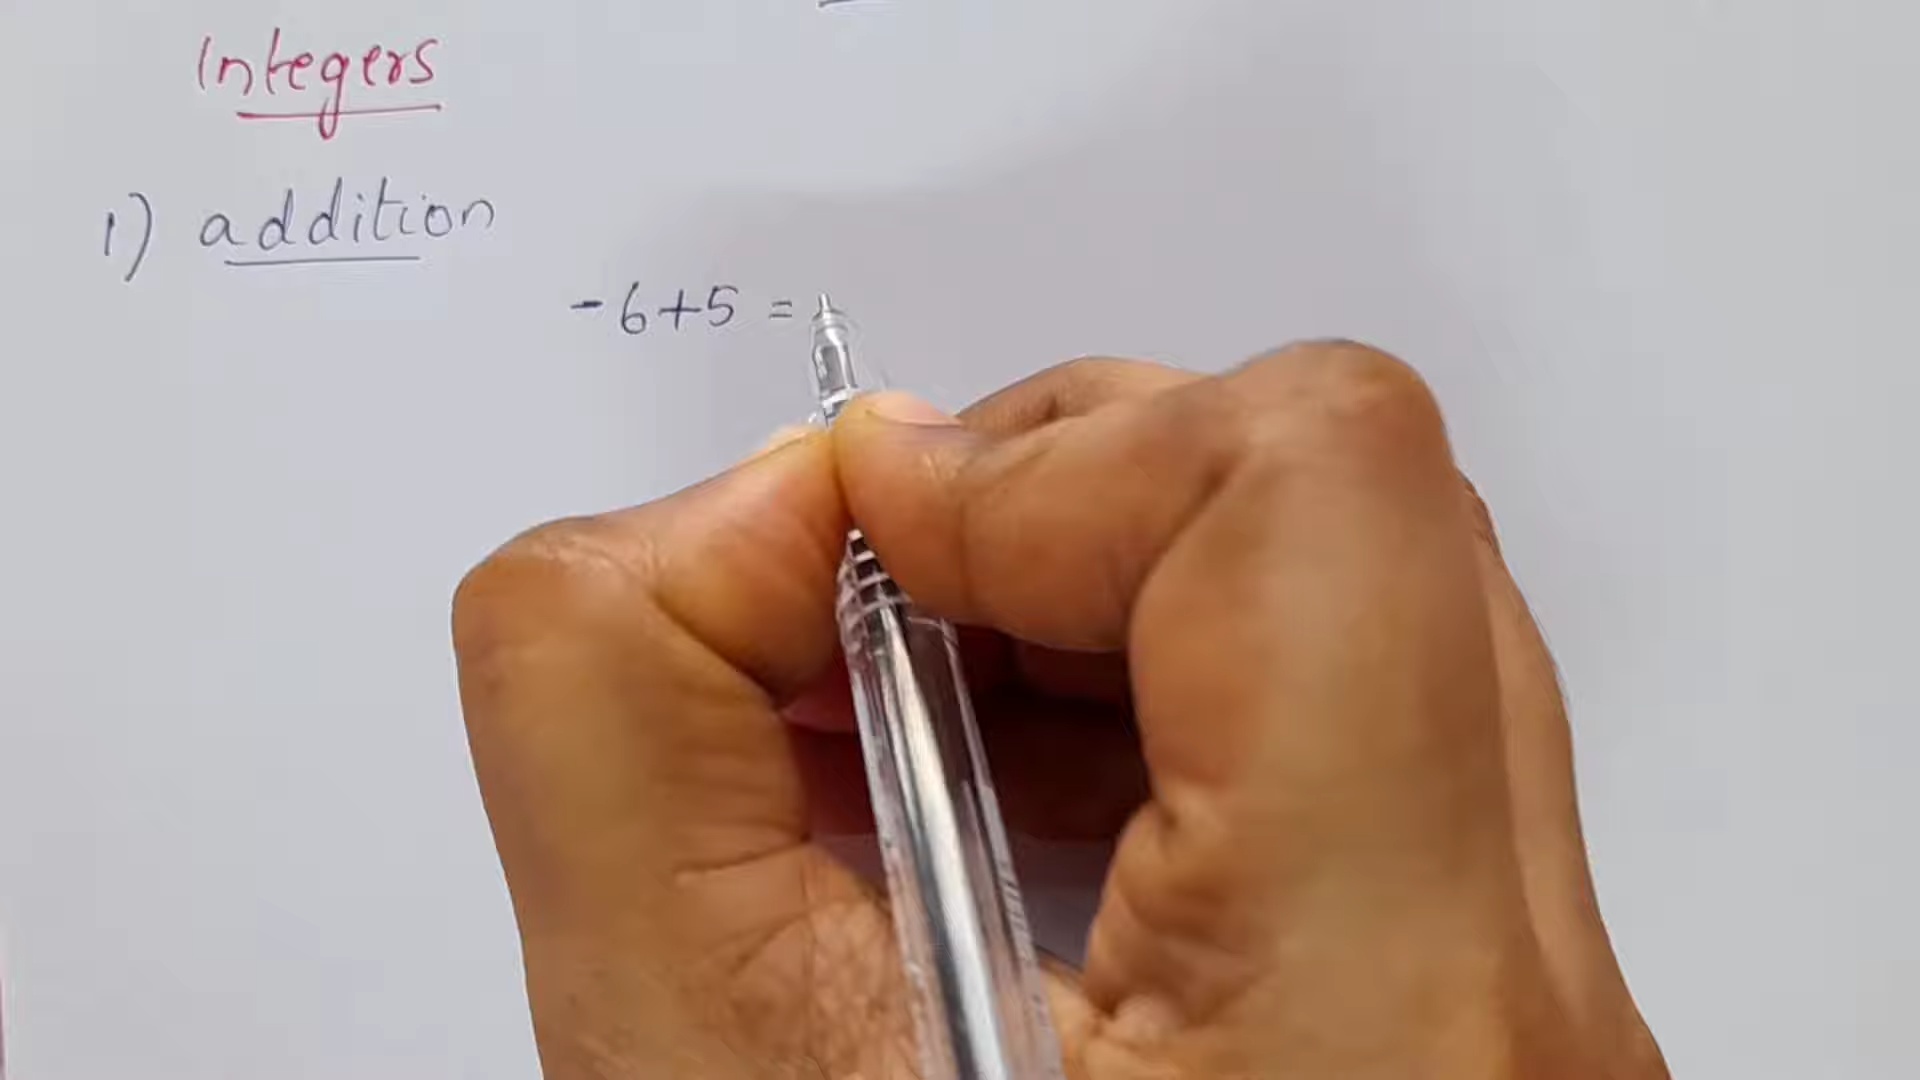 Integers
1) addition
-6+5 =